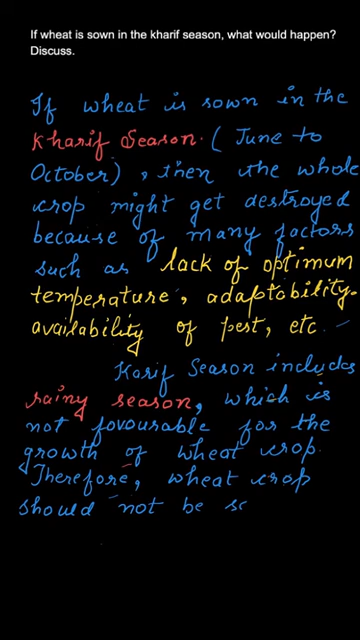 If wheat is sown in the kharif season, what would happen?
Discuss.
If wheat is sown in the
Kharif Season. (June to
October), then the whole
crop might get destroyed
because of many factors
such as lack of optimum
temperature, adaptability.
availability of pest, etc.
Karif Season includes
rainy season, which is
not favourable for the
growth of wheat crop.
Therefore, wheat crop
should not be so